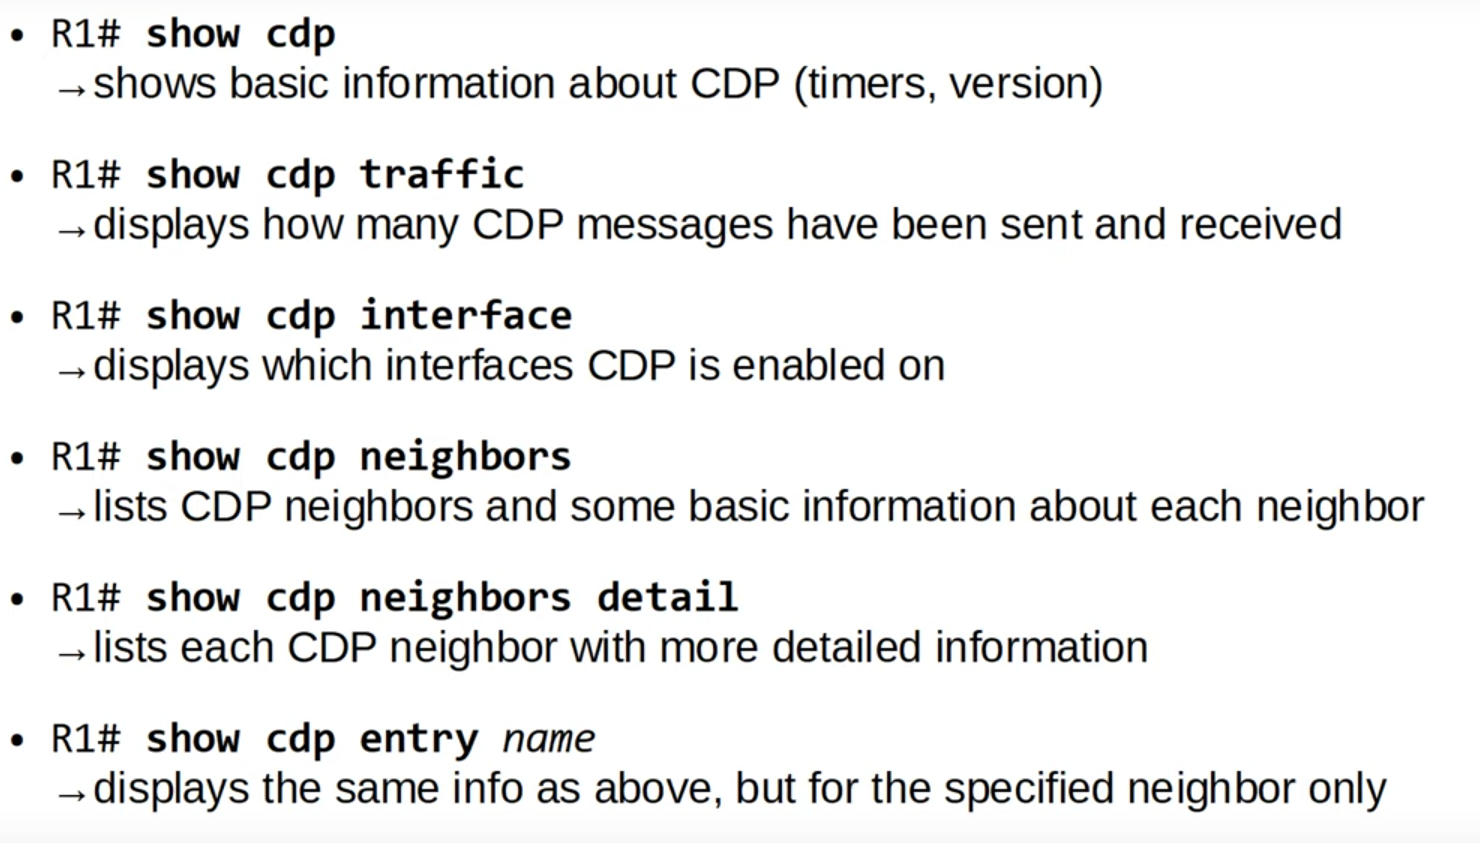 • R1# show cdp
→shows basic information about CDP (timers, version)
• R1# show cdp traffic
→displays how many CDP messages have been sent and received
• R1# show cdp interface
→displays which interfaces CDP is enabled on
• R1# show cdp neighbors
→lists CDP neighbors and some basic information about each neighbor
• R1# show cdp neighbors detail
→lists each CDP neighbor with more detailed information
• R1# show cdp entry name
→displays the same info as above, but for the specified neighbor only